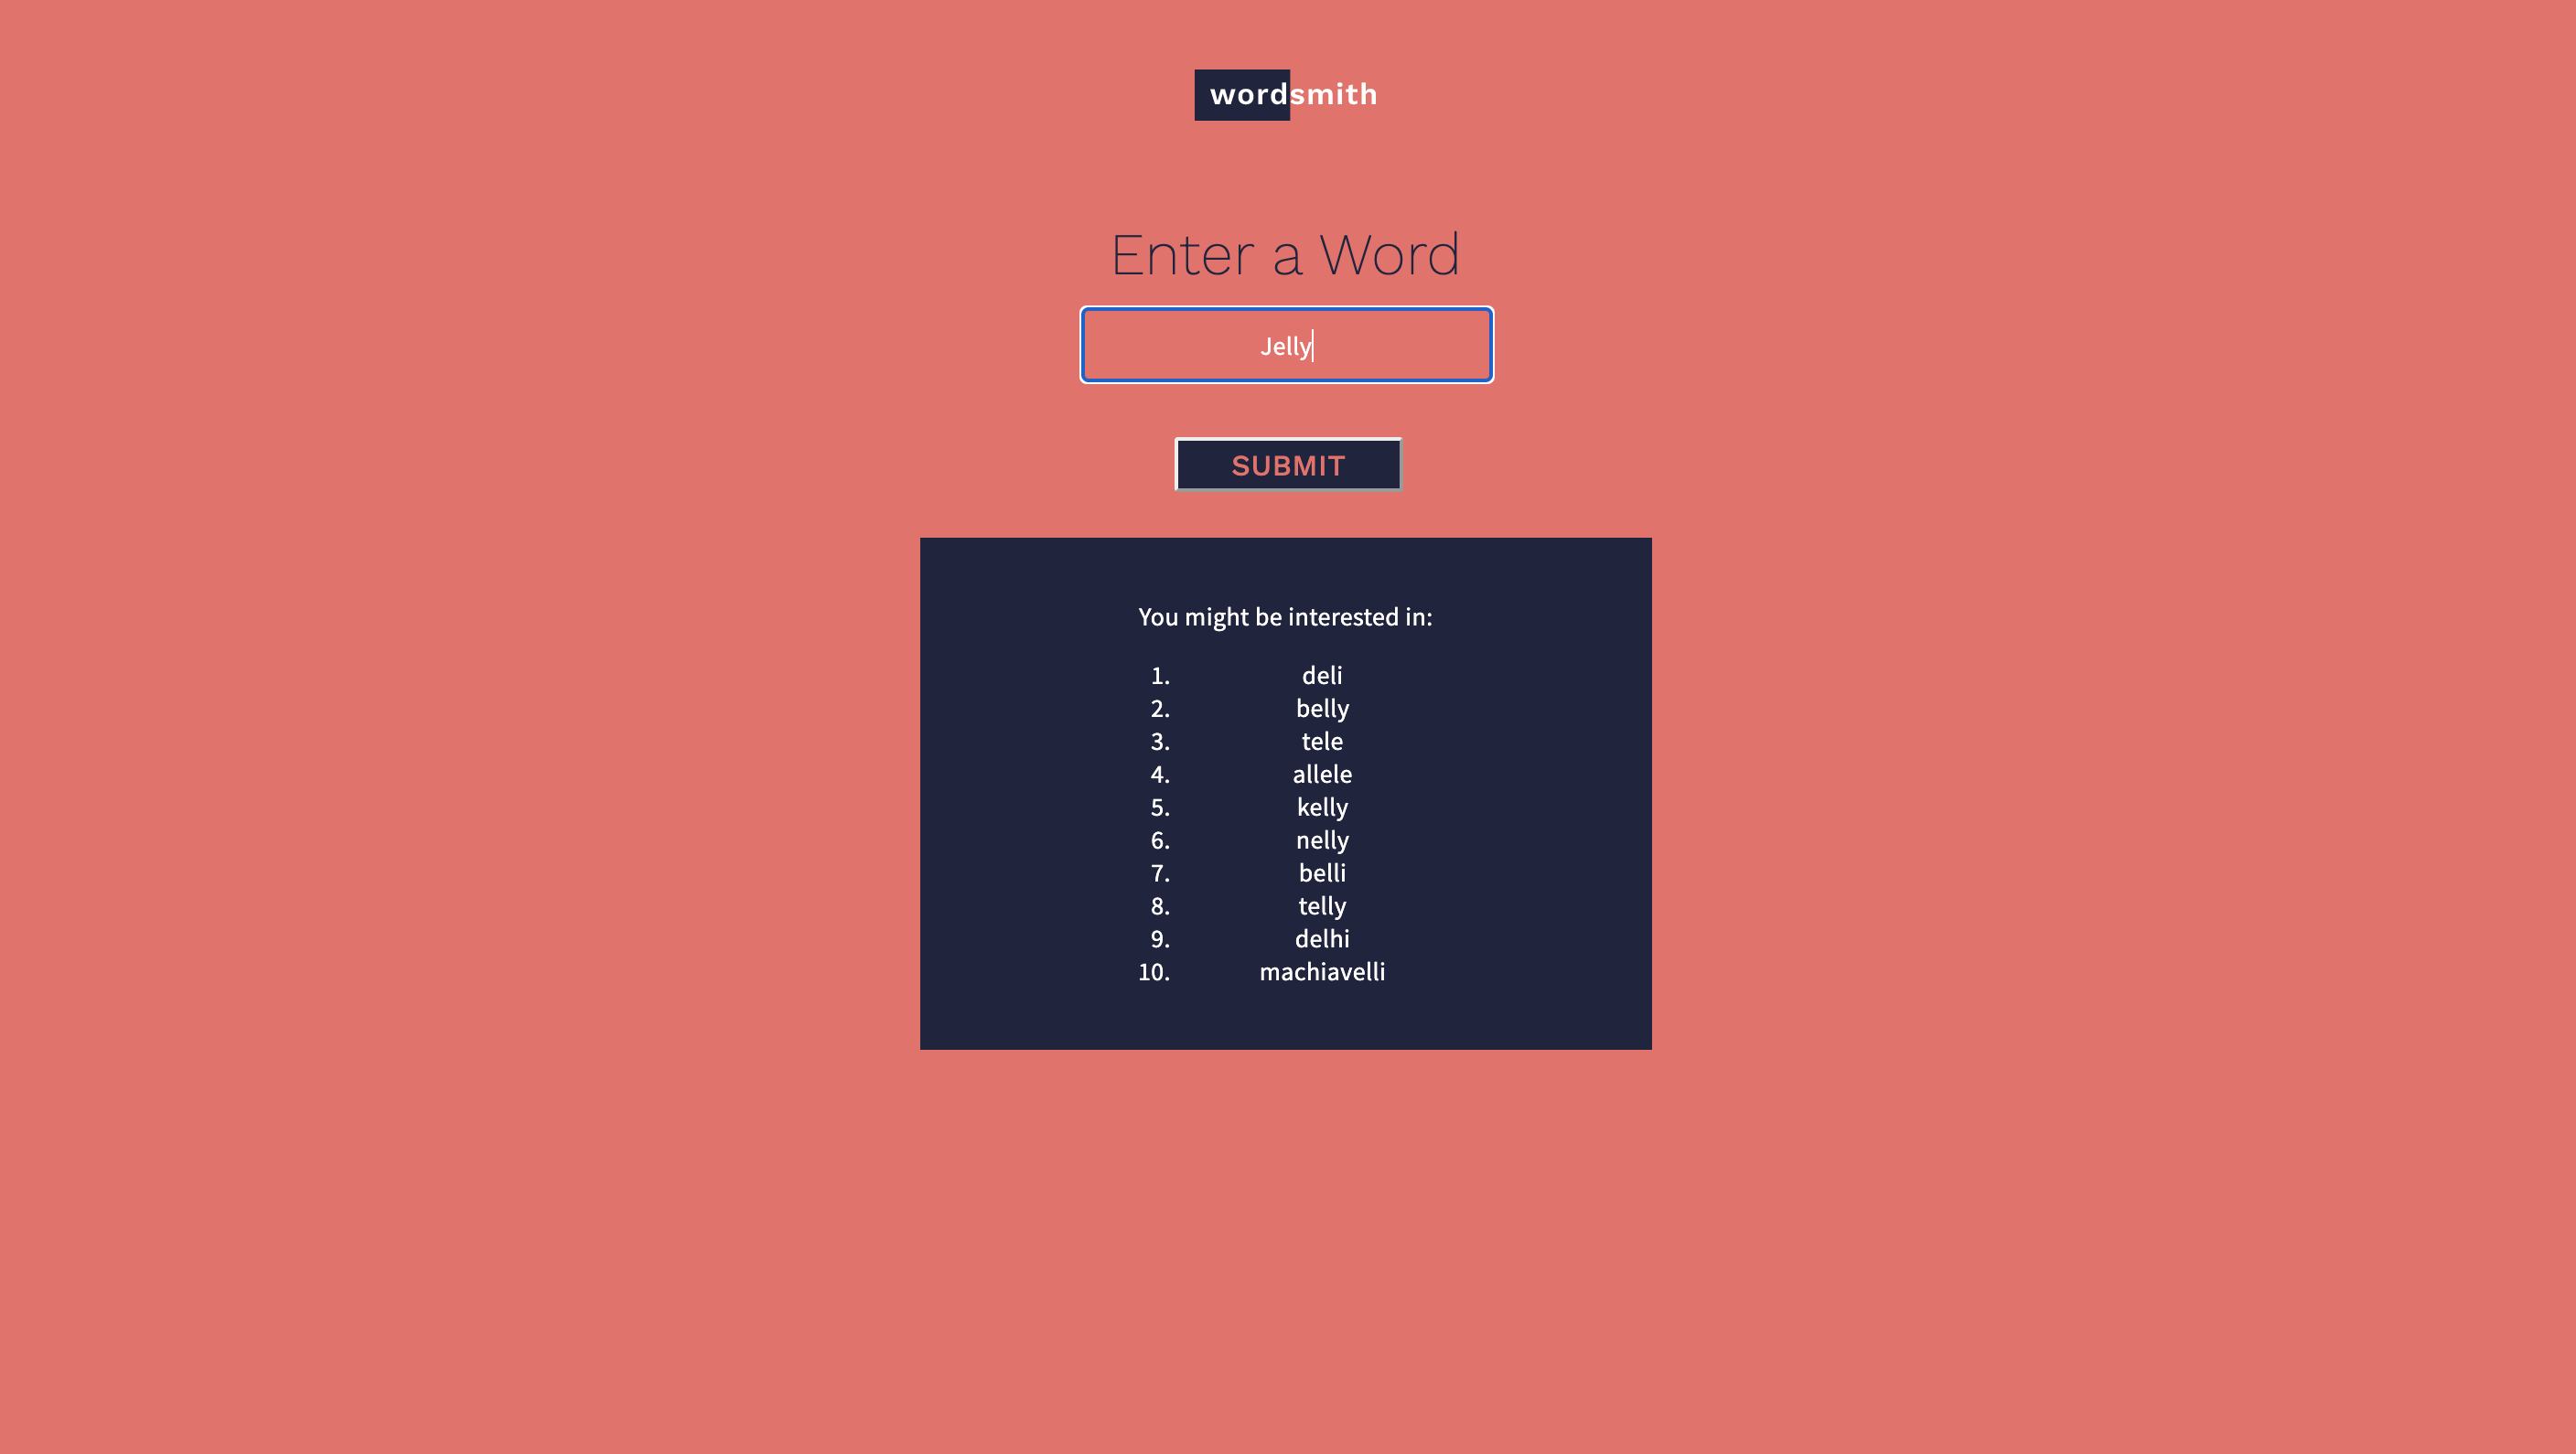 wordsmith
Enter a Word
Jelly
SUBMIT
You might be interested in:
1. deli
2. belly
3. tele
4. allele
5. kelly
6. nelly
7. belli
8. telly
9. delhi
10. machiavelli